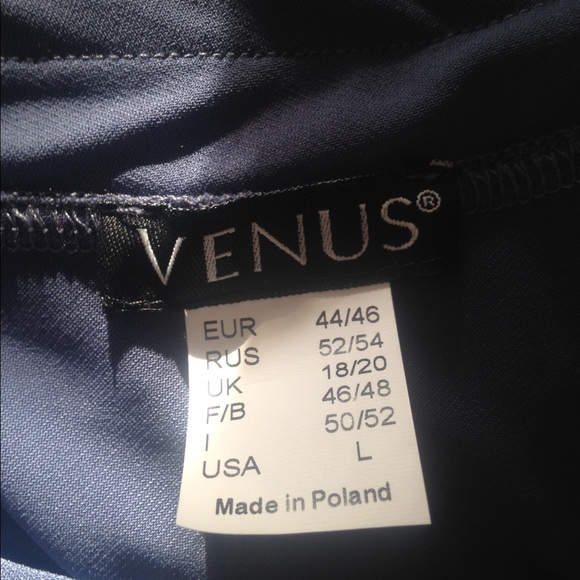 VENUS®
EUR 44/46
RUS 52/54
UK 18/20
F/B 46/48
I 50/52
USA L
Made in Poland